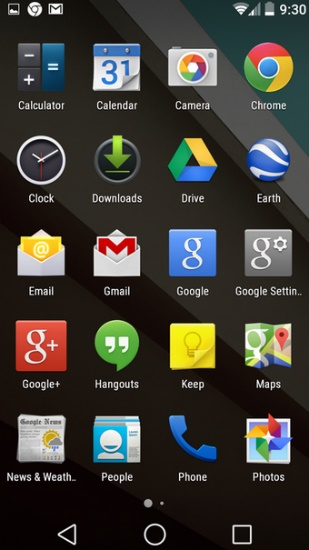 9:30
Calculator Calendar Camera Chrome
31
Clock Downloads Drive Earth
Email Gmail Google Google Settin..
Google+ Hangouts Keep Maps
Google News
News & Weath.. People Phone Photos